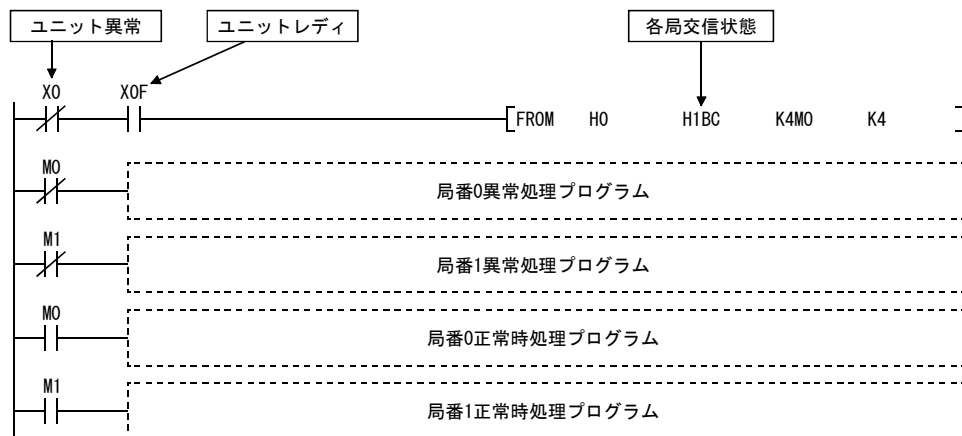 ユニット異常 ユニットレディ 各局交信状態
X0 X0F
FROM H0 H1BC K4M0 K4
M0
局番0異常処理プログラム
M1
局番1異常処理プログラム
M0
局番0正常時処理プログラム
M1
局番1正常時処理プログラム